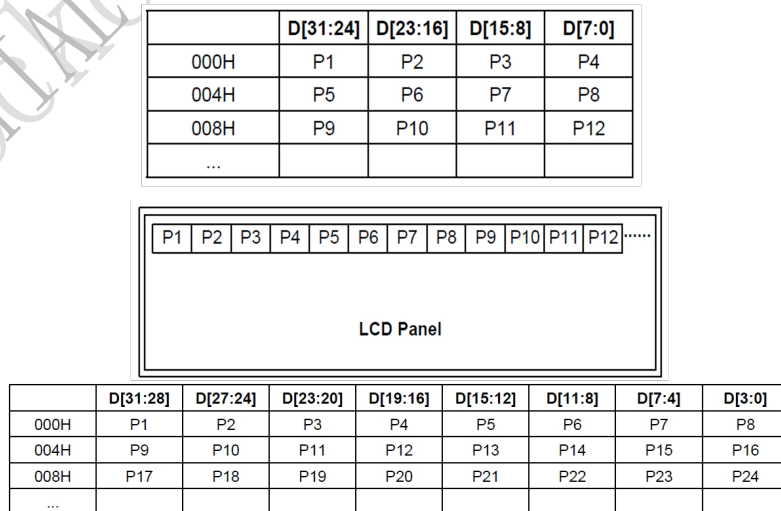 D[31:24] D[23:16] D[15:8] D[7:0]
000H P1 P2 P3 P4
004H P5 P6 P7 P8
008H P9 P10 P11 P12
...
P1 P2 P3 P4 P5 P6 P7 P8 P9 P10 P11 P12 ......
LCD Panel
D[31:28] D[27:24] D[23:20] D[19:16] D[15:12] D[11:8] D[7:4] D[3:0]
000H P1 P2 P3 P4 P5 P6 P7 P8
004H P9 P10 P11 P12 P13 P14 P15 P16
008H P17 P18 P19 P20 P21 P22 P23 P24
...